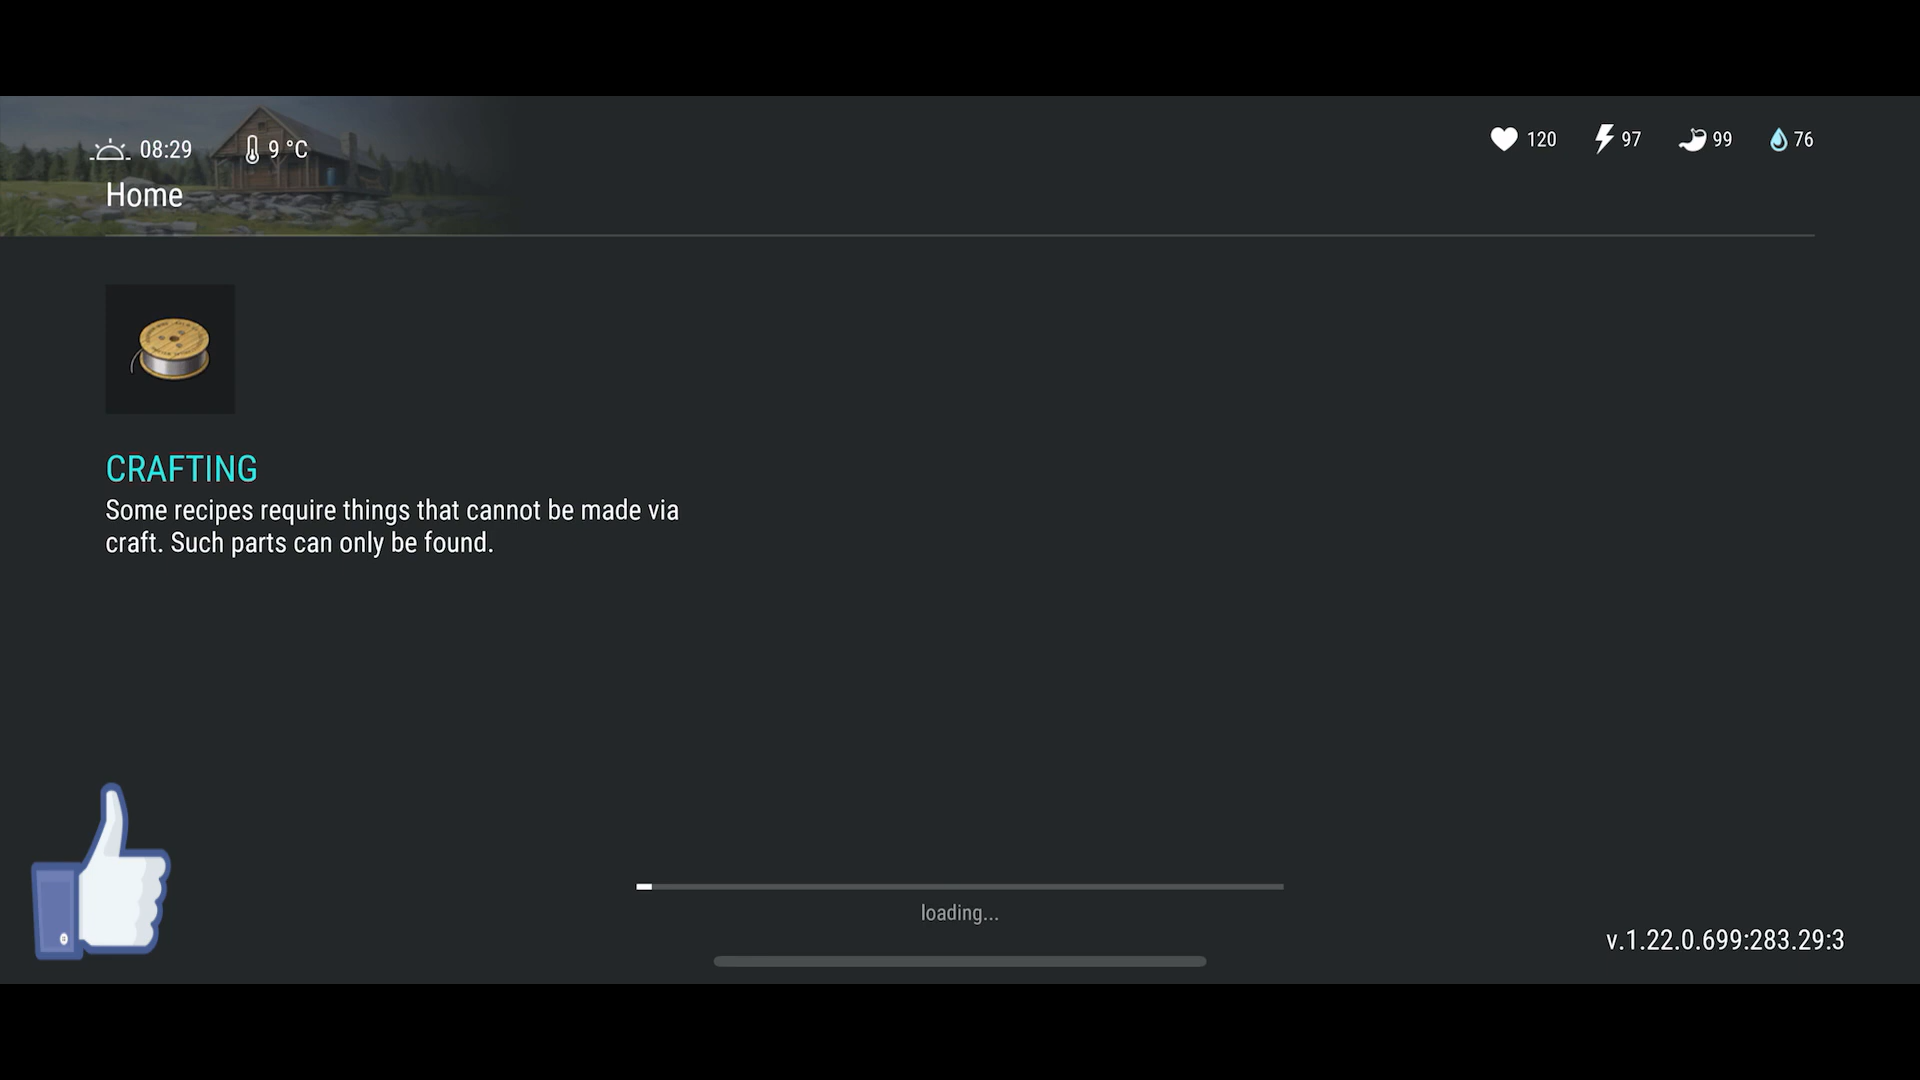 08:29 9 °C
120 97 99 76
Home
CRAFTING
Some recipes require things that cannot be made via
craft. Such parts can only be found.
loading...
v.1.22.0.699:283.29:3